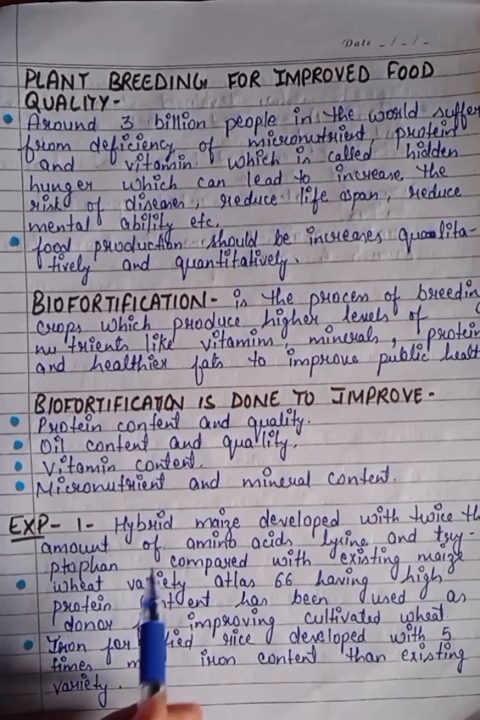 Date _/_/_
PLANT BREEDING FOR IMPROVED FOOD
QUALITY-
Around 3 billion people in the world suffer
from deficiency of micronutrient, protein
and vitamin which is called hidden
hunger which can lead to increase the
risk of diseases, reduce life span, reduce
mental ability etc.
food production should be increases qualita-
tively and quantitatively.
BIOFORTIFICATION- is the process of breeding
crops which produce higher levels of
nutrients like vitamins, minerals, protein
and healthier fats to improve public health
BIOFORTIFICATION IS DONE TO IMPROVE-
Protein content and quality.
Oil content and quality.
Vitamin content.
Micronutrient and mineral content.
EXP- 1- Hybrid maize developed with twice th
amount of amino acids lysine and try-
ptophan compared with existing maize
wheat variety atlas 66 having high
protein has been used as
donor improving cultivated wheat.
Iron rice developed with 5
times iron content than existing
variety.